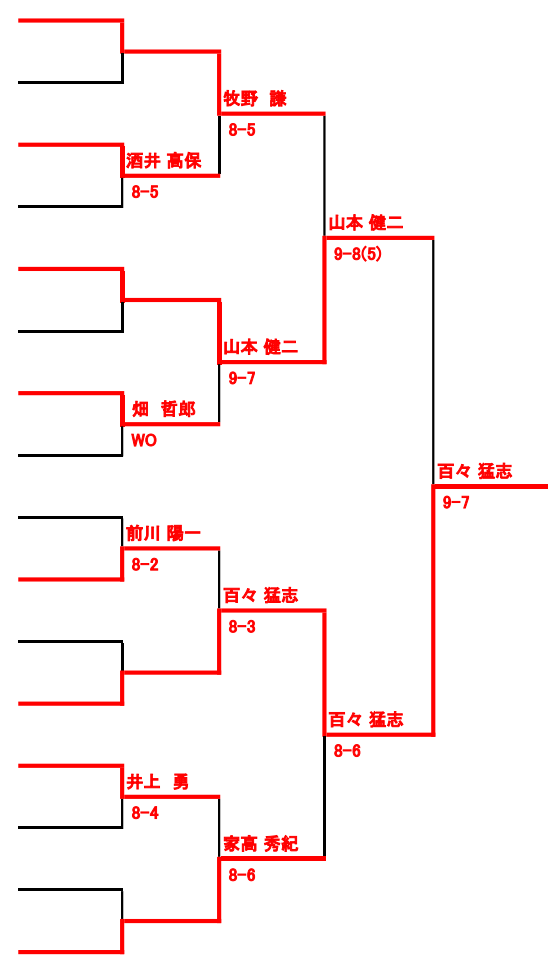 牧野　謙
8-5
酒井 高保
8-5
山本 健二
9-8(5)
山本 健二
9-7
畑　哲郎
WO
百々 猛志
9-7
前川 陽一
8-2
百々 猛志
8-3
百々 猛志
8-6
井上　勇
8-4
家高 秀紀
8-6